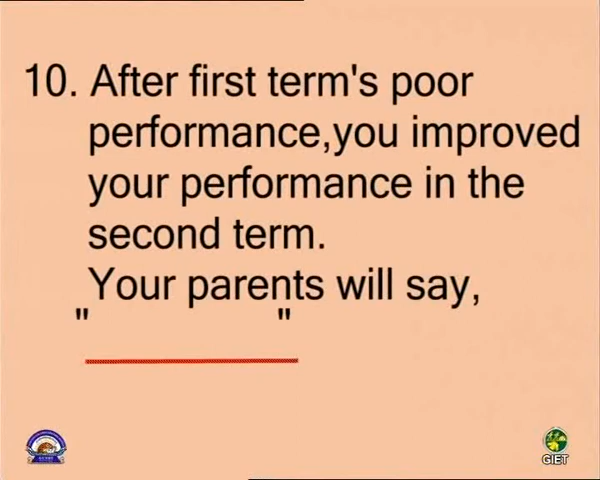 10. After first term's poor
performance,you improved
your performance in the
second term.
Your parents will say,
" "
GIET